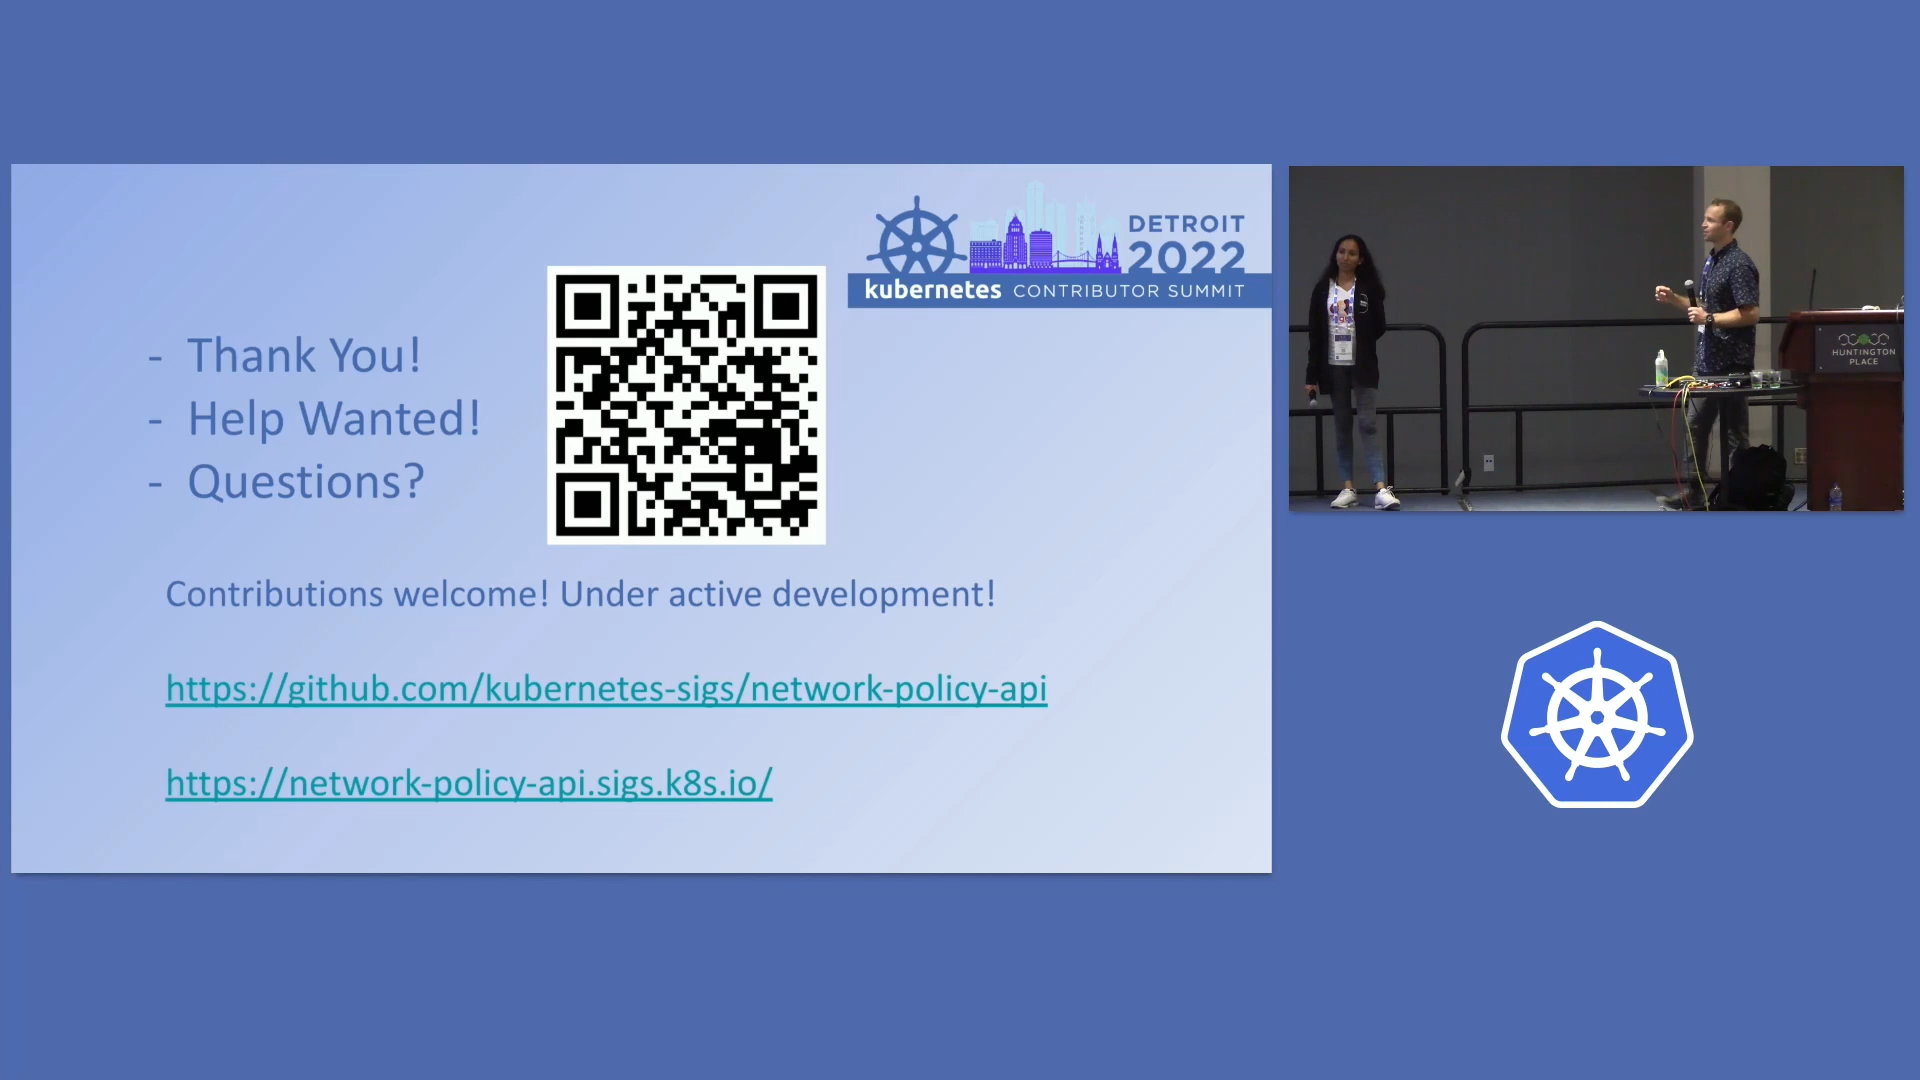 DETROIT
2022
kubernetes CONTRIBUTOR SUMMIT
- Thank You!
- Help Wanted!
- Questions?
Contributions welcome! Under active development!
https://github.com/kubernetes-sigs/network-policy-api
https://network-policy-api.sigs.k8s.io/
HUNTINGTON
PLACE